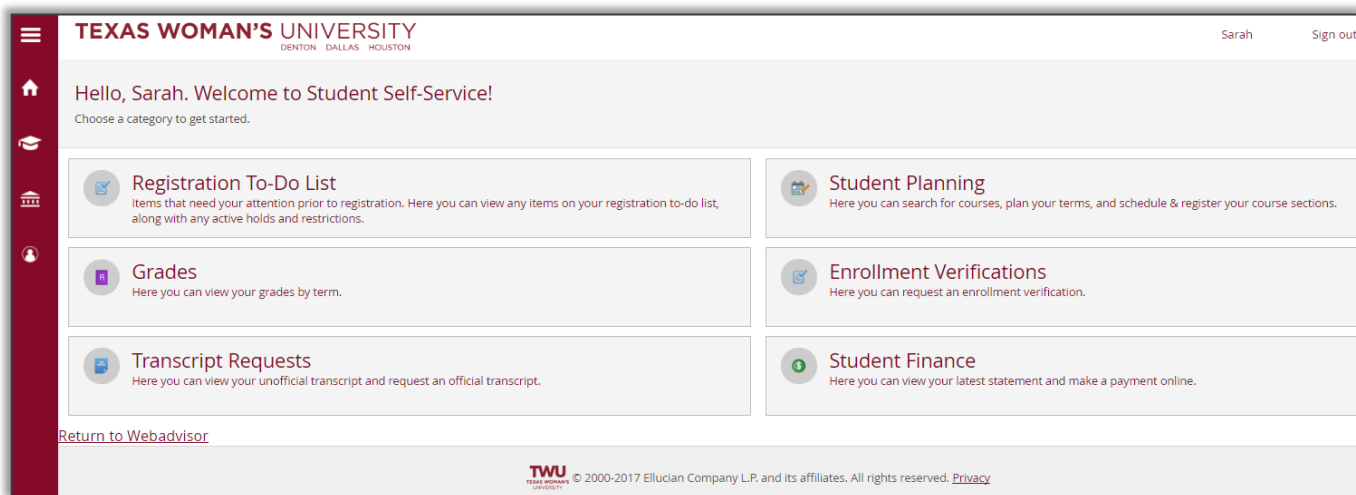 TEXAS WOMAN'S UNIVERSITY
DENTON DALLAS HOUSTON
Sarah
Sign out
Hello, Sarah. Welcome to Student Self-Service!
Choose a category to get started.
Registration To-Do List
Items that need your attention prior to registration. Here you can view any items on your registration to-do list,
along with any active holds and restrictions.
Student Planning
Here you can search for courses, plan your terms, and schedule & register your course sections.
Grades
Here you can view your grades by term.
Enrollment Verifications
Here you can request an enrollment verification.
Transcript Requests
Here you can view your unofficial transcript and request an official transcript.
Student Finance
Here you can view your latest statement and make a payment online.
Return to Webadvisor
TWU
TEXAS WOMAN'S
UNIVERSITY
© 2000-2017 Ellucian Company L.P. and its affiliates. All rights reserved. Privacy